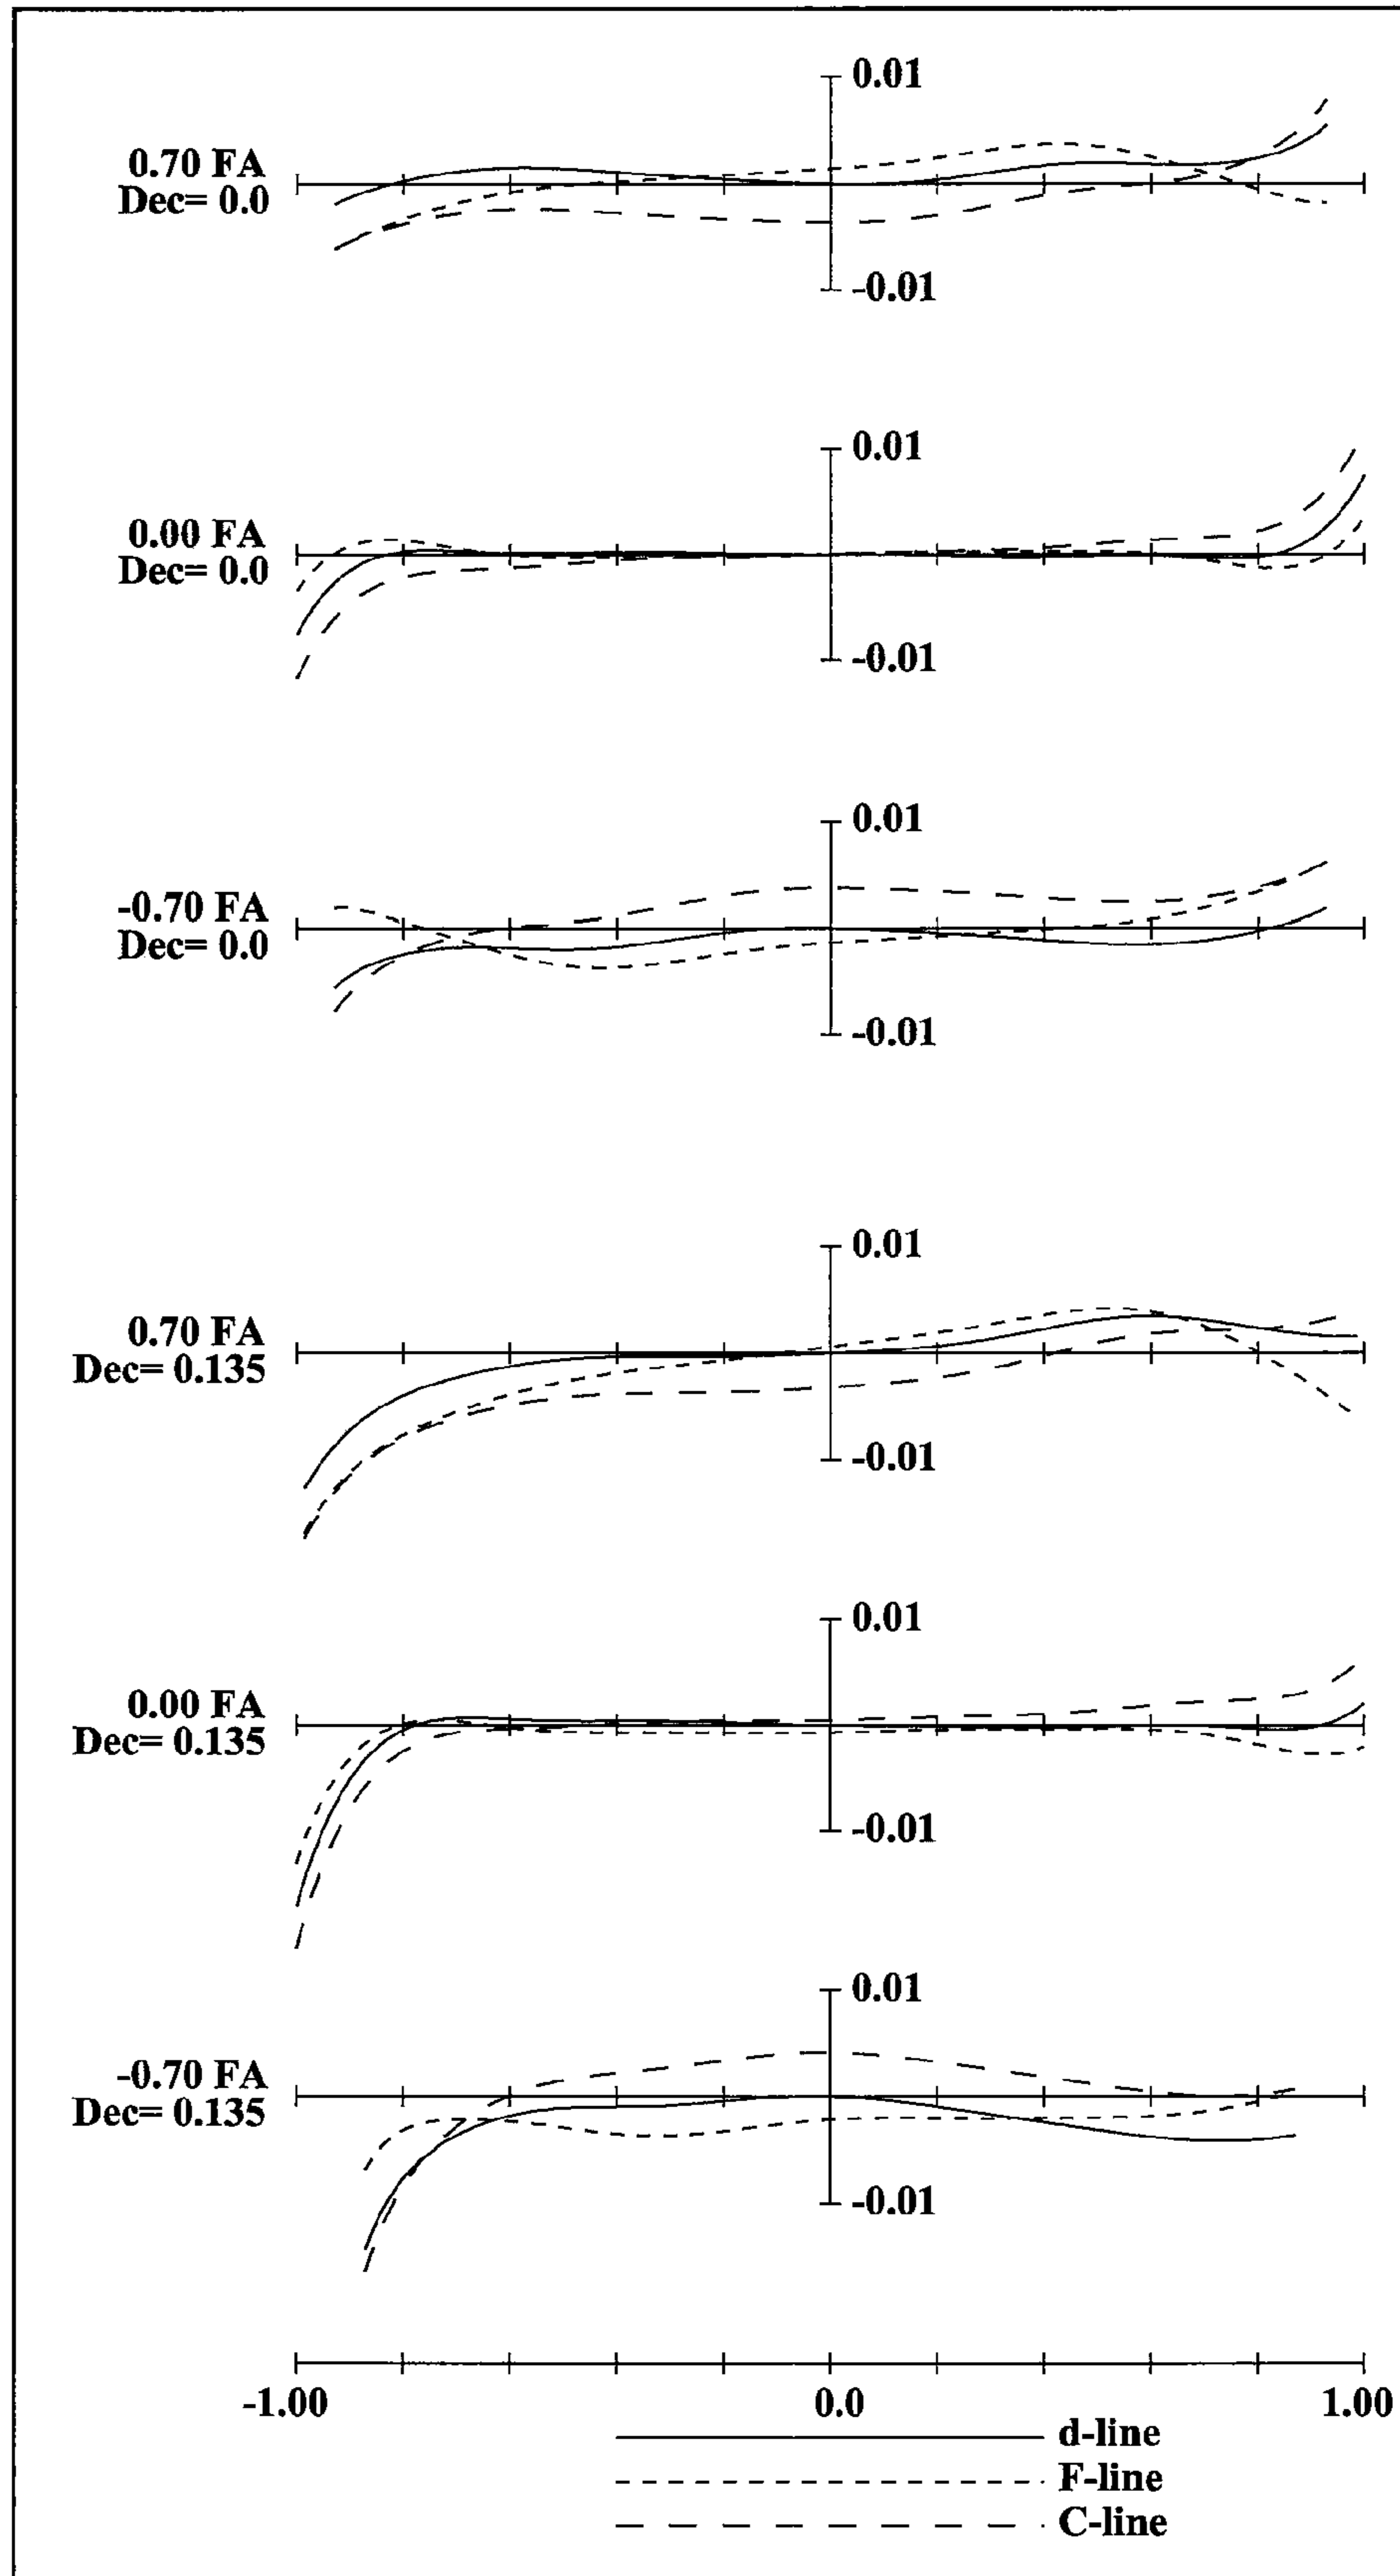 0.01
0.70 FA
Dec= 0.0
-0.01
0.01
0.00 FA
Dec= 0.0
-0.01
0.01
-0.70 FA
Dec= 0.0
-0.01
0.01
0.70 FA
Dec= 0.135
-0.01
0.01
0.00 FA
Dec= 0.135
-0.01
0.01
-0.70 FA
Dec= 0.135
-0.01
-1.00 0.0 1.00
d-line
F-line
C-line